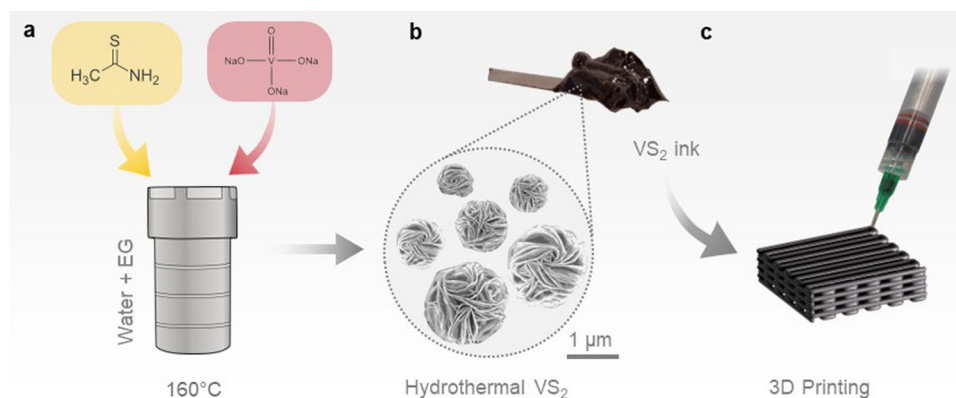 a
S
H₃C
NH₂
O
NaO
V
ONa
ONa
Water + EG
160°C
b
VS₂ ink
1 µm
Hydrothermal VS₂
c
3D Printing